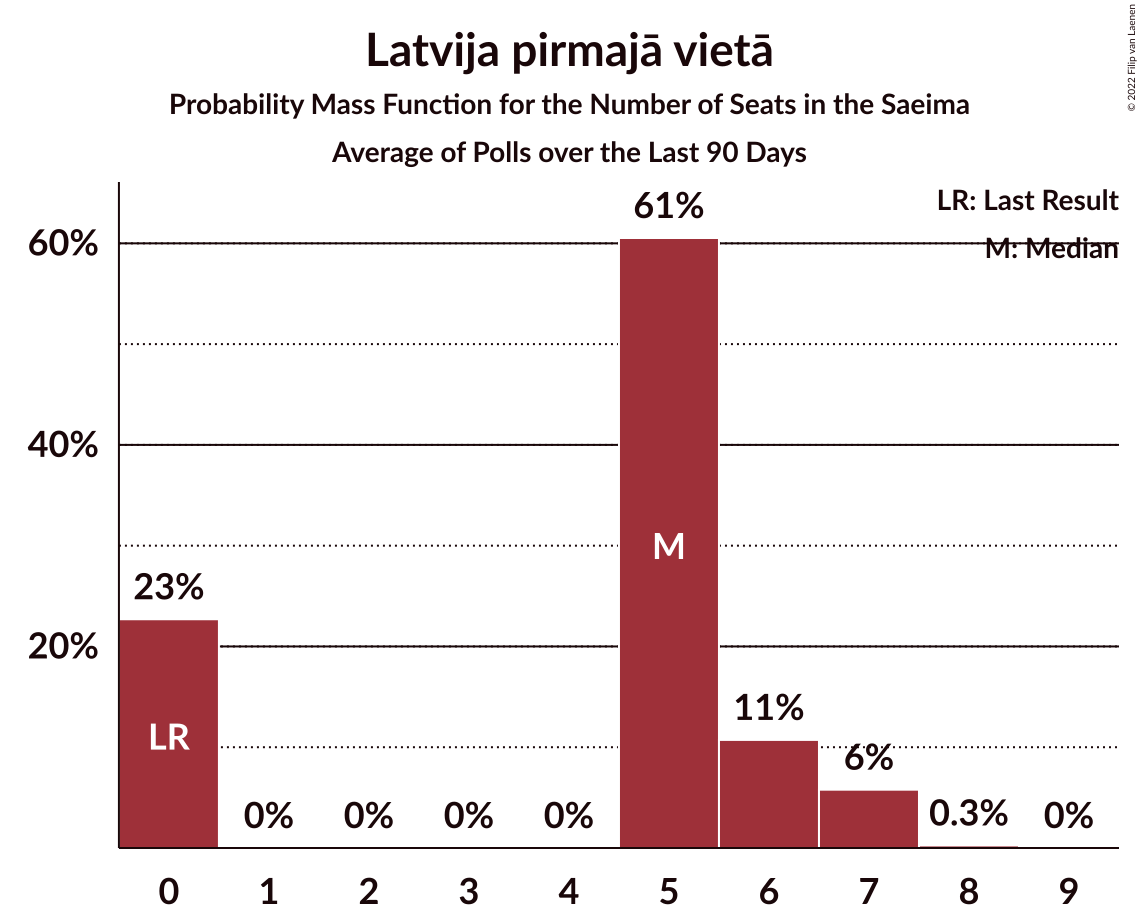 Latvija pirmajā vietā
Probability Mass Function for the Number of Seats in the Saeima
Average of Polls over the Last 90 Days
© 2022 Filip van Laenen
LR: Last Result
M: Median
60%
40%
20%
23%
0%
0%
0%
0%
61%
11%
6%
0.3%
0%
LR
M
0 1 2 3 4 5 6 7 8 9